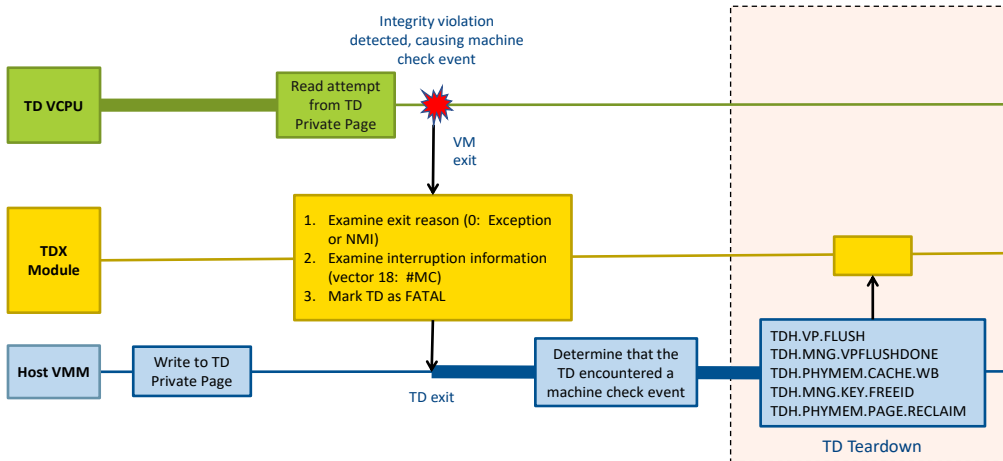 Integrity violation
detected, causing machine
check event
TD VCPU
Read attempt
from TD
Private Page
VM
exit
TDX
Module
1. Examine exit reason (0: Exception
or NMI)
2. Examine interruption information
(vector 18: #MC)
3. Mark TD as FATAL
Host VMM
Write to TD
Private Page
TD exit
Determine that the
TD encountered a
machine check event
TDH.VP.FLUSH
TDH.MNG.VPFLUSHDONE
TDH.PHYMEM.CACHE.WB
TDH.MNG.KEY.FREEID
TDH.PHYMEM.PAGE.RECLAIM
TD Teardown